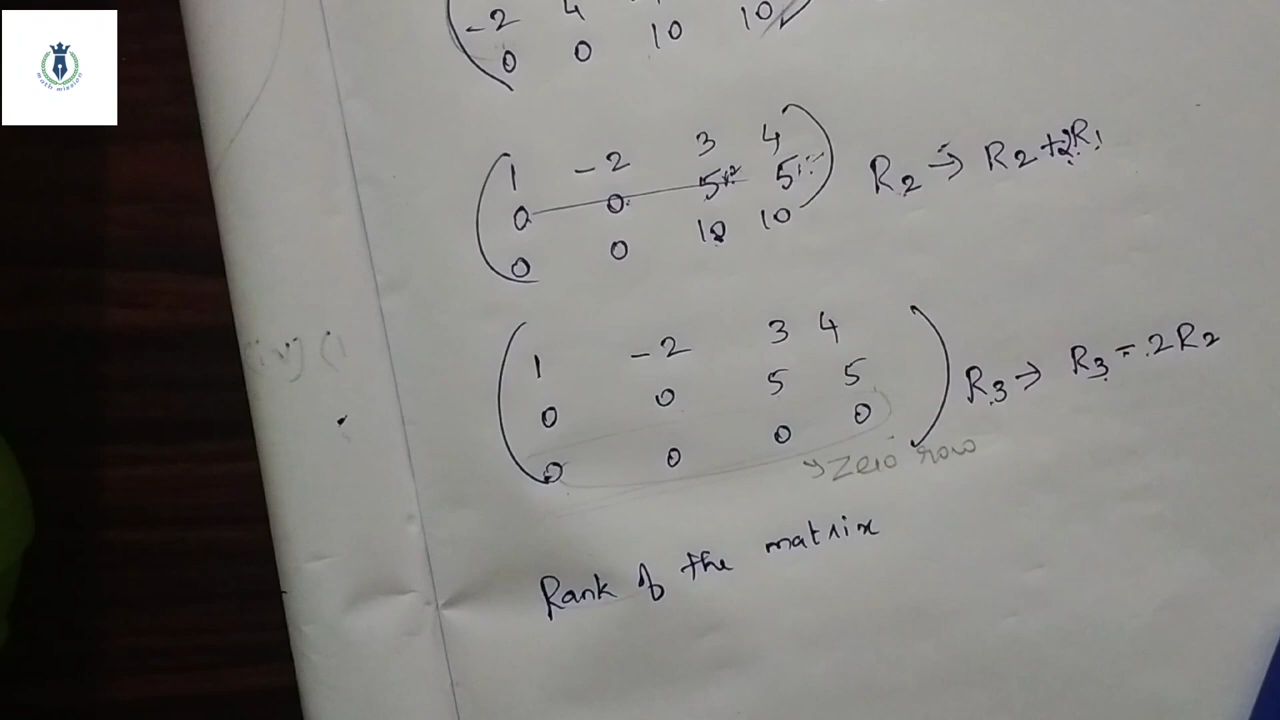 -2 4
0 0 10 10
1 -2 3 4
0 0 5 5 R2 → R2 + 2R1
0 0 10 10
1 -2 3 4
0 0 5 5 R3 → R3 - 2R2
0 0 0 0
→ Zero row
Rank of the matrix
math mission